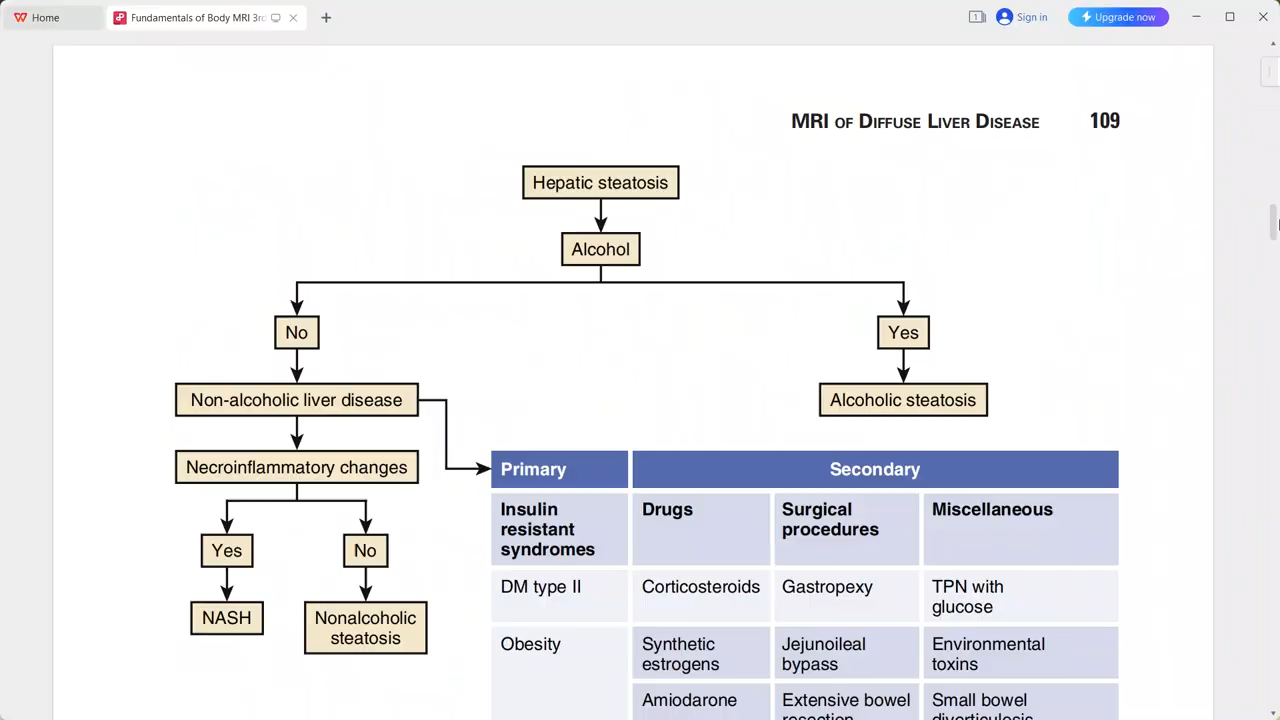 Home
Fundamentals of Body MRI 3rd
1
Sign in
Upgrade now
MRI OF DIFFUSE LIVER DISEASE 109
Hepatic steatosis
Alcohol
No
Yes
Non-alcoholic liver disease
Alcoholic steatosis
Necroinflammatory changes
Yes
No
NASH
Nonalcoholic
steatosis
Primary
Secondary
Insulin
resistant
syndromes
Drugs
Surgical
procedures
Miscellaneous
DM type II
Corticosteroids
Gastropexy
TPN with
glucose
Obesity
Synthetic
estrogens
Jejunoileal
bypass
Environmental
toxins
Amiodarone
Extensive bowel
resection
Small bowel
diverticulosis